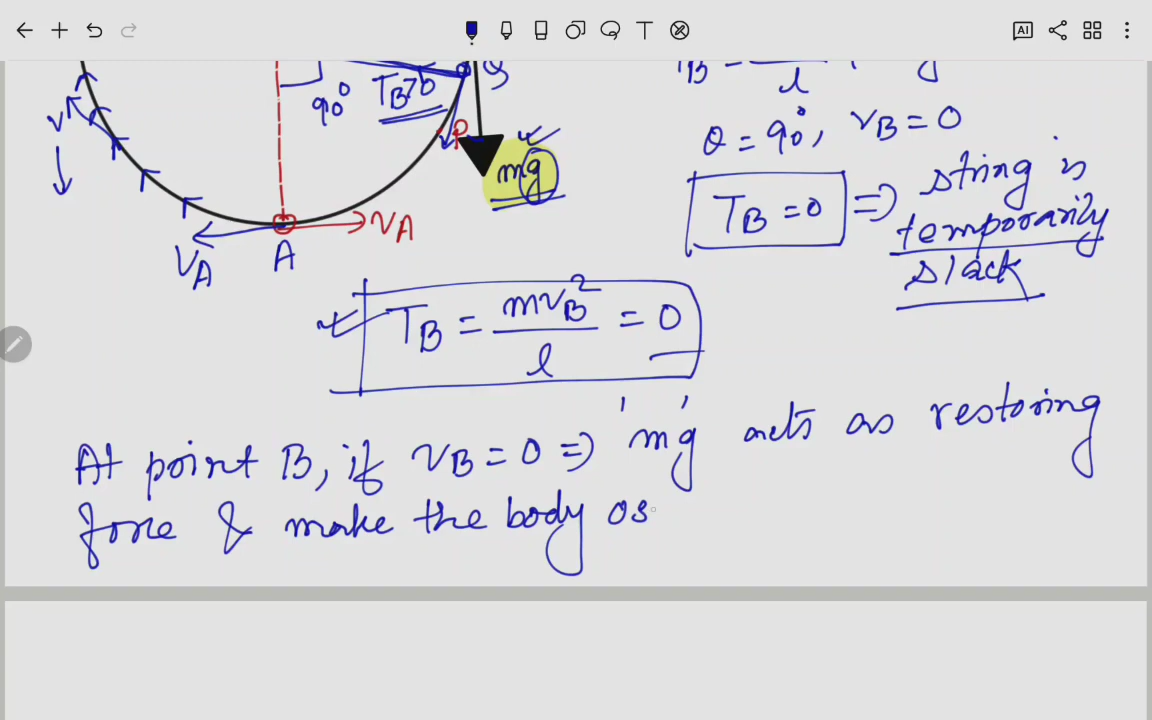 l
θ = 90°, vB = 0
90°
TB>0
P
mg
TB = 0 ⇒ string is
temporarily
slack
V
VA
VA
A
TB = mvB² / l = 0
At point B, if vB = 0 ⇒ 'mg' acts as restoring
force & make the body os
AI
T